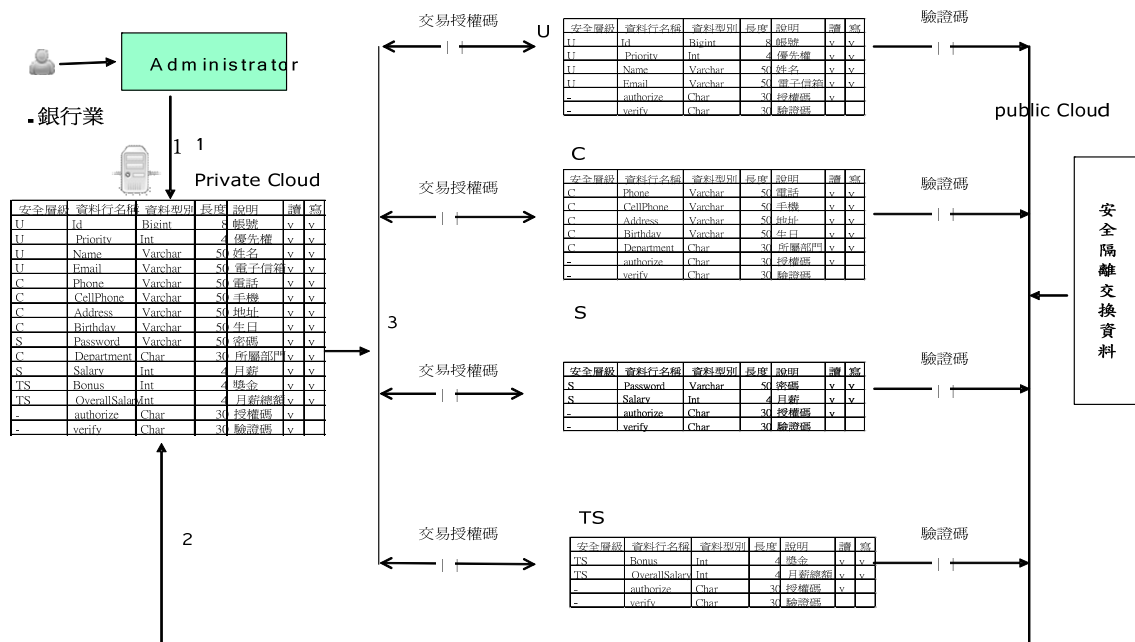 Administrator
-銀行業
1 1
Private Cloud
安全層級 資料行名稱 資料型別 長度 說明 讀 寫
U Id Bigint 8 帳號 v v
U Priority Int 4 優先權 v v
U Name Varchar 50 姓名 v v
U Email Varchar 50 電子信箱 v v
C Phone Varchar 50 電話 v v
C CellPhone Varchar 50 手機 v v
C Address Varchar 50 地址 v v
C Birthday Varchar 50 生日 v v
S Password Varchar 50 密碼 v v
C Department Char 30 所屬部門 v v
S Salary Int 4 月薪 v v
TS Bonus Int 4 獎金 v v
TS OverallSalary Int 4 月薪總額 v v
- authorize Char 30 授權碼 v
- verify Char 30 驗證碼 v
2
3
交易授權碼
U
安全層級 資料行名稱 資料型別 長度 說明 讀 寫
U Id Bigint 8 帳號 v v
U Priority Int 4 優先權 v v
U Name Varchar 50 姓名 v v
U Email Varchar 50 電子信箱 v v
- authorize Char 30 授權碼 v
- verify Char 30 驗證碼
驗證碼
public Cloud
交易授權碼
C
安全層級 資料行名稱 資料型別 長度 說明 讀 寫
C Phone Varchar 50 電話 v v
C CellPhone Varchar 50 手機 v v
C Address Varchar 50 地址 v v
C Birthday Varchar 50 生日 v v
C Department Char 30 所屬部門 v v
- authorize Char 30 授權碼 v
- verify Char 30 驗證碼
驗證碼
交易授權碼
S
安全層級 資料行名稱 資料型別 長度 說明 讀 寫
S Password Varchar 50 密碼 v v
S Salary Int 4 月薪 v v
- authorize Char 30 授權碼 v
- verify Char 30 驗證碼
驗證碼
交易授權碼
TS
安全層級 資料行名稱 資料型別 長度 說明 讀 寫
TS Bonus Int 4 獎金 v v
TS OverallSalary Int 4 月薪總額 v v
- authorize Char 30 授權碼 v
- verify Char 30 驗證碼
驗證碼
安全隔離交換資料